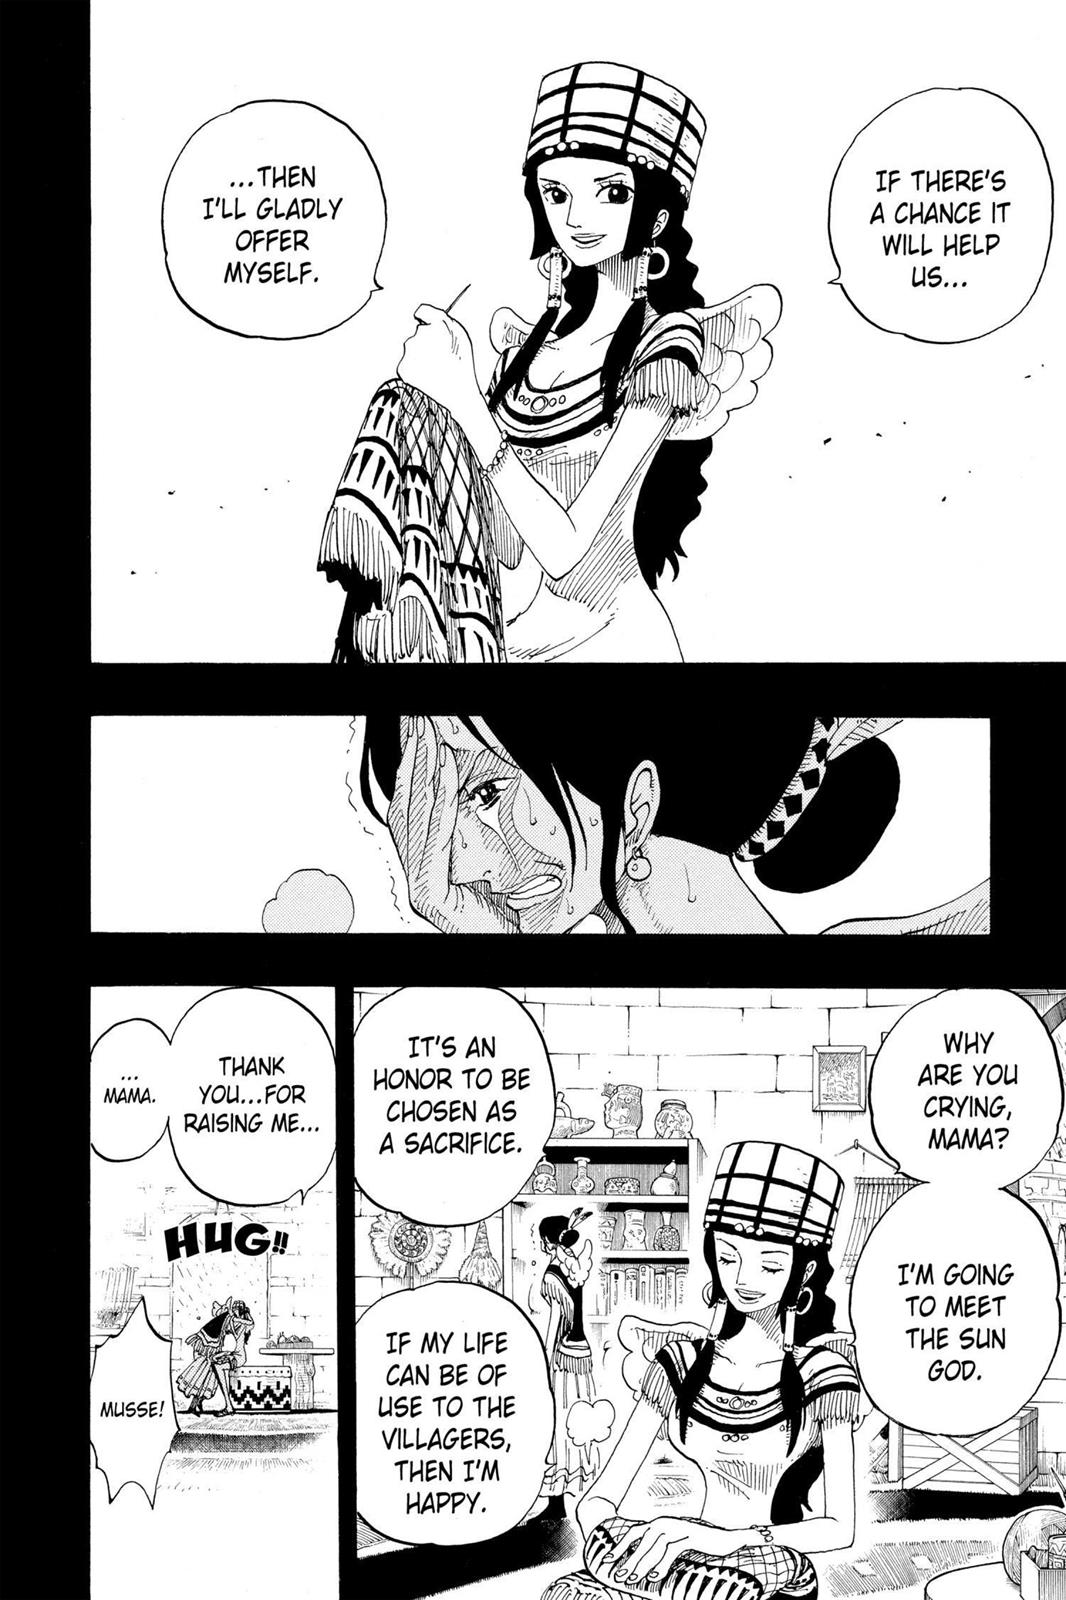 IF THERE'S
A CHANCE IT
WILL HELP
US...
...THEN
I'LL GLADLY
OFFER
MYSELF.
WHY
ARE YOU
CRYING,
MAMA?
I'M GOING
TO MEET
THE SUN
GOD.
IT'S AN
HONOR TO BE
CHOSEN AS
A SACRIFICE.
IF MY LIFE
CAN BE OF
USE TO THE
VILLAGERS,
THEN I'M
HAPPY.
THANK
YOU...FOR
RAISING ME...
...
MAMA.
HUG!!
MUSSE!